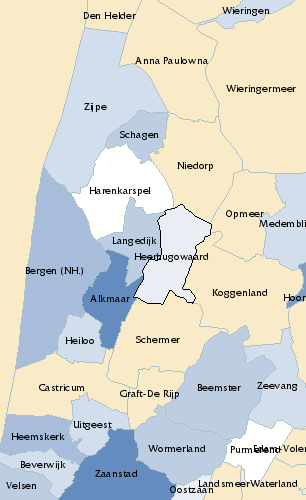 Wieringen
Den Helder
Anna Paulowna
Wieringermeer
Zijpe
Schagen
Niedorp
Harenkarspel
Opmeer
Medembli
Langedijk
Heerhugowaard
Bergen (NH.)
Alkmaar
Koggenland
Hoor
Heiloo
Schermer
Castricum
Graft-De Rijp
Beemster
Zeevang
Uitgeest
Heemskerk
Wormerland
Purmerend
Edam-Volen
Beverwijk
Zaanstad
Velsen
Oostzaan
Landsmeer
Waterland